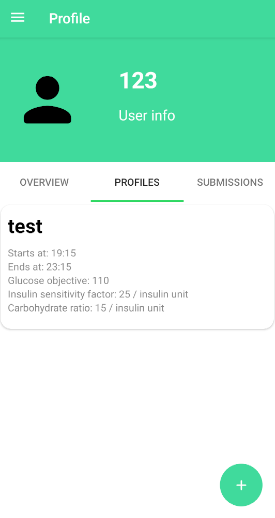 Profile
123
User info
OVERVIEW
PROFILES
SUBMISSIONS
test
Starts at: 19:15
Ends at: 23:15
Glucose objective: 110
Insulin sensitivity factor: 25 / insulin unit
Carbohydrate ratio: 15 / insulin unit
+